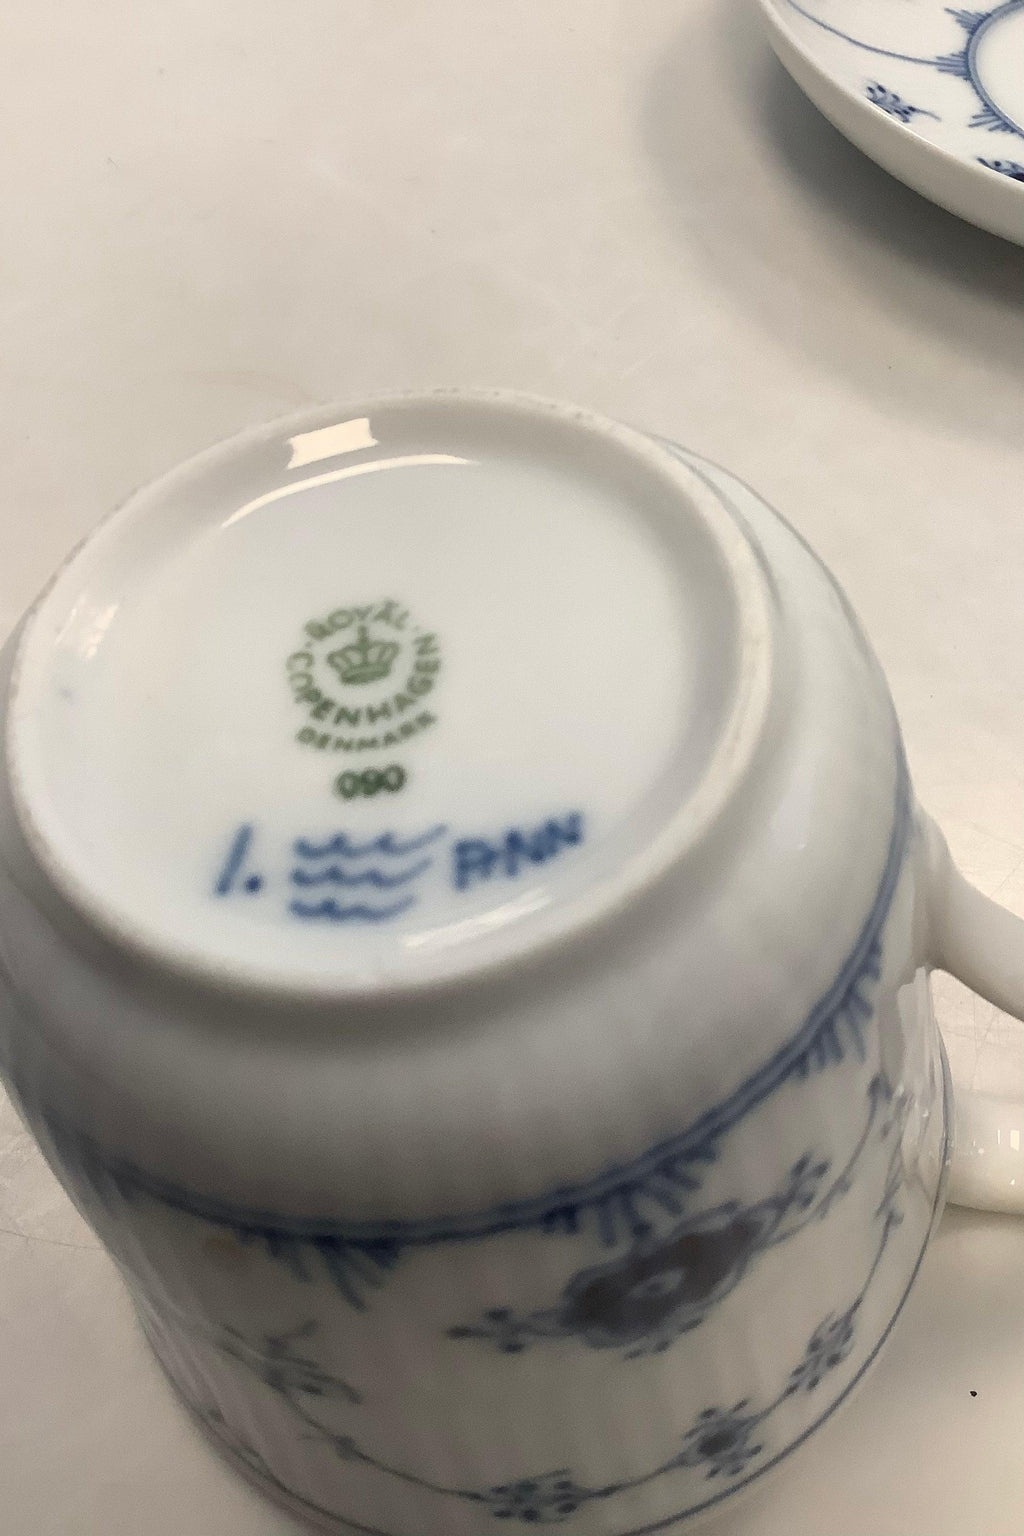 ROYAL
COPENHAGEN
DENMARK
090
1. RNN